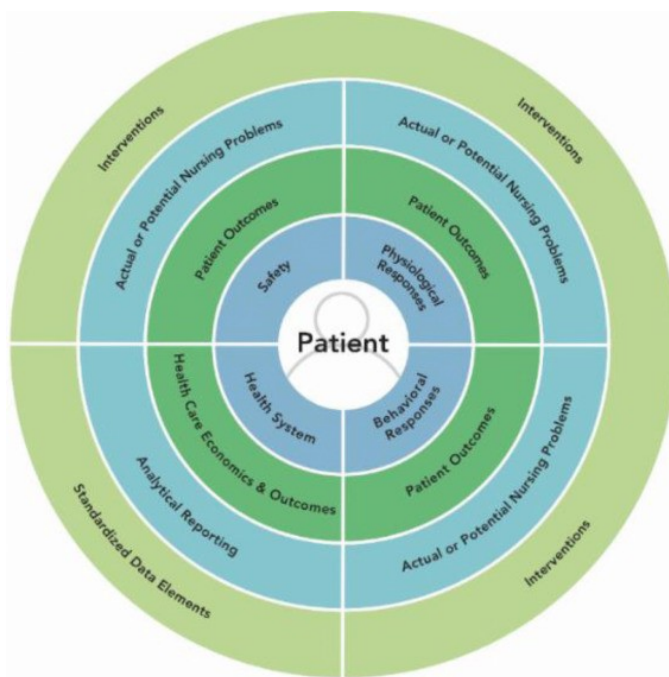 Interventions
Interventions
Actual or Potential Nursing Problems
Actual or Potential Nursing Problems
Patient Outcomes
Patient Outcomes
Safety
Physiological
Responses
Patient
Health System
Behavioral
Responses
Health Care Economics & Outcomes
Patient Outcomes
Analytical Reporting
Actual or Potential Nursing Problems
Standardized Data Elements
Interventions